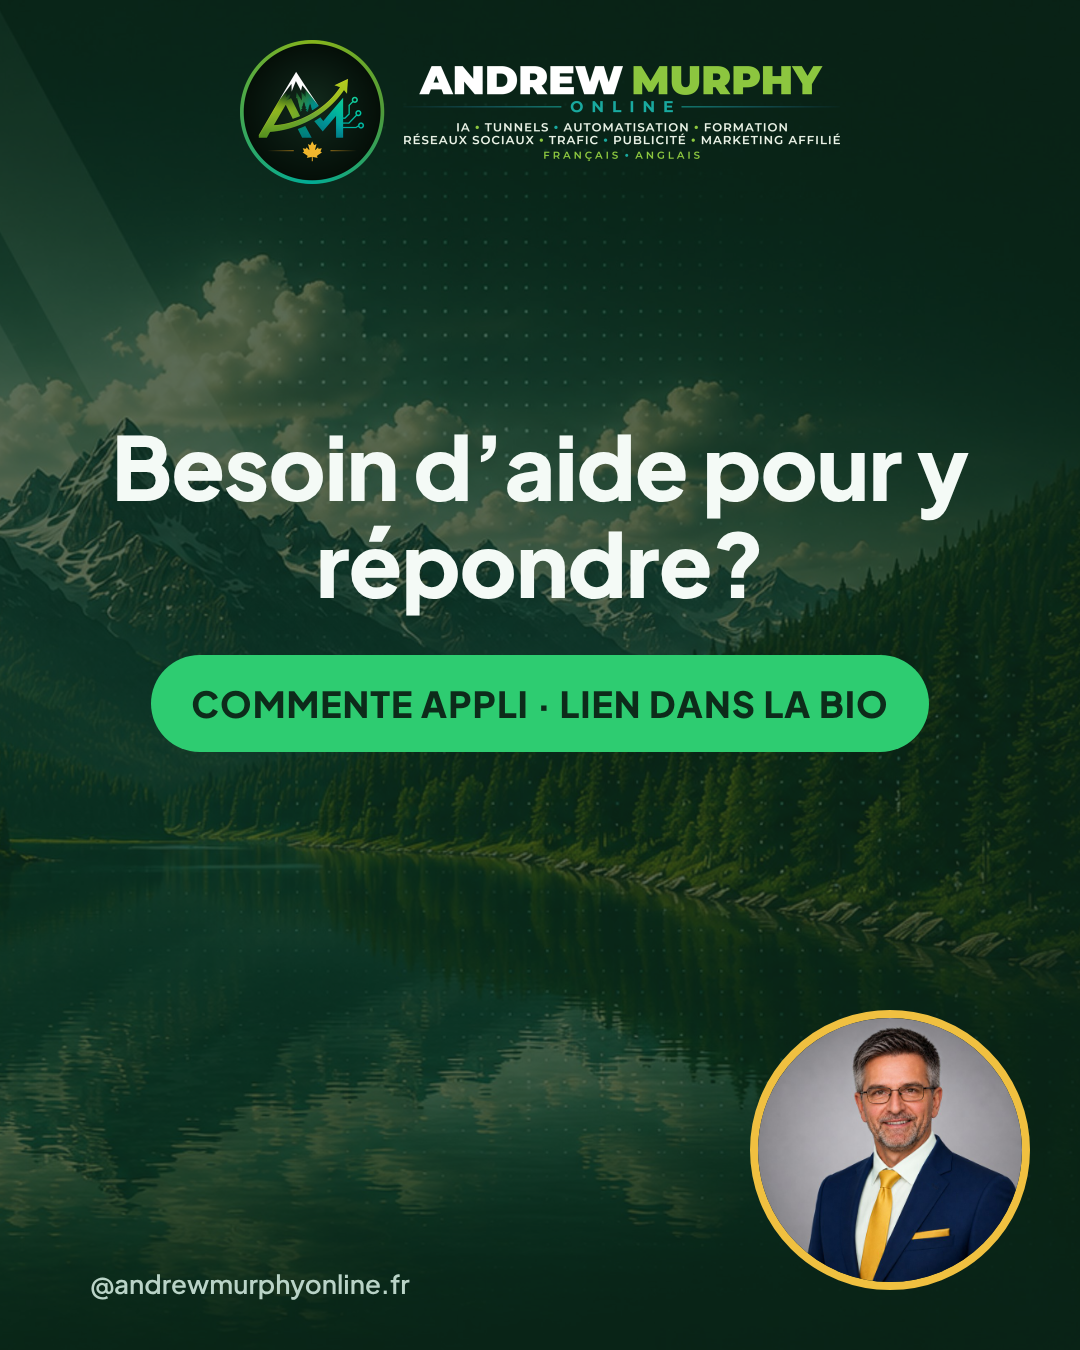 ANDREW MURPHY
ONLINE
IA • TUNNELS • AUTOMATISATION • FORMATION
RÉSEAUX SOCIAUX • TRAFIC • PUBLICITÉ • MARKETING AFFILIÉ
FRANÇAIS • ANGLAIS
Besoin d’aide pour y
répondre?
COMMENTE APPLI · LIEN DANS LA BIO
@andrewmurphyonline.fr